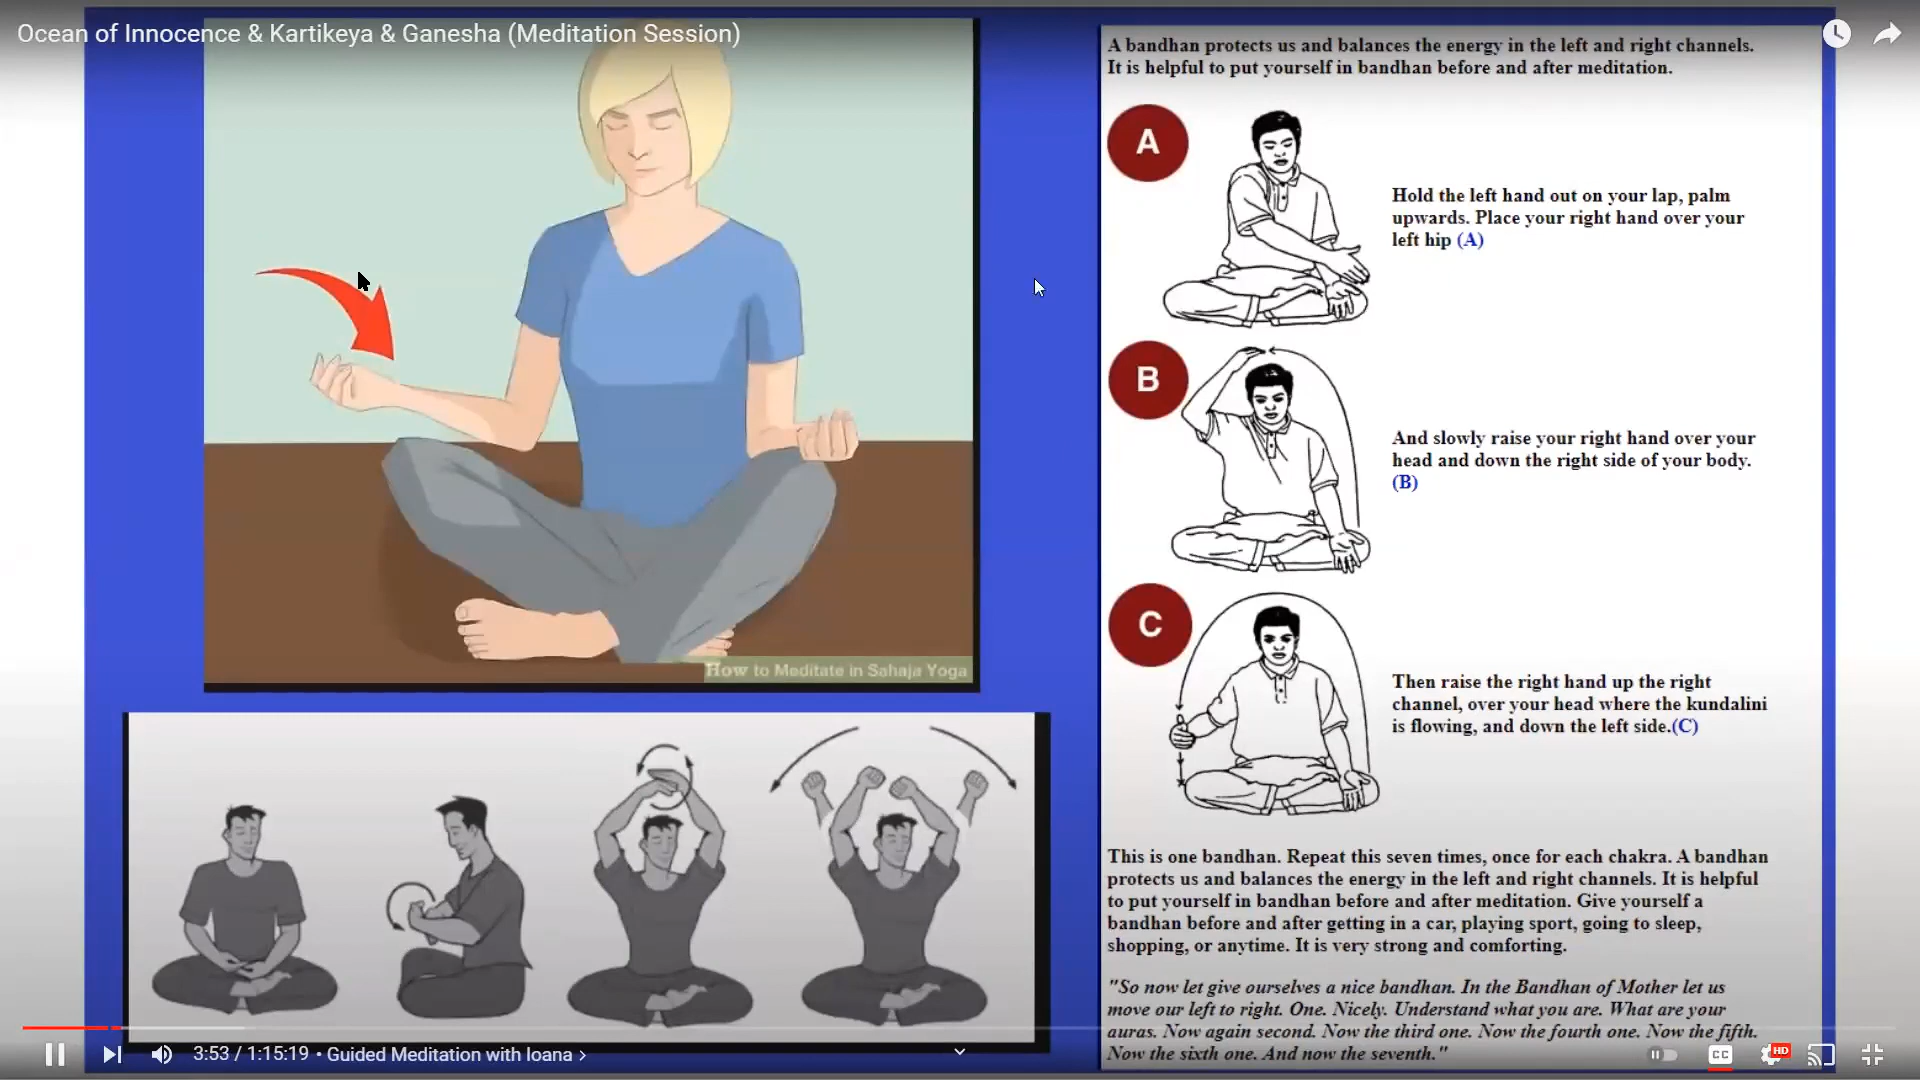 Ocean of Innocence & Kartikeya & Ganesha (Meditation Session)
How to Meditate in Sahaja Yoga
A bandhan protects us and balances the energy in the left and right channels.
It is helpful to put yourself in bandhan before and after meditation.
A
Hold the left hand out on your lap, palm
upwards. Place your right hand over your
left hip (A)
B
And slowly raise your right hand over your
head and down the right side of your body.
(B)
C
Then raise the right hand up the right
channel, over your head where the kundalini
is flowing, and down the left side.(C)
This is one bandhan. Repeat this seven times, once for each chakra. A bandhan
protects us and balances the energy in the left and right channels. It is helpful
to put yourself in bandhan before and after meditation. Give yourself a
bandhan before and after getting in a car, playing sport, going to sleep,
shopping, or anytime. It is very strong and comforting.
"So now let give ourselves a nice bandhan. In the Bandhan of Mother let us
move our left to right. One. Nicely. Understand what you are. What are your
auras. Now again second. Now the third one. Now the fourth one. Now the fifth.
Now the sixth one. And now the seventh."
3:53 / 1:15:19 • Guided Meditation with Ioana ›
CC
HD